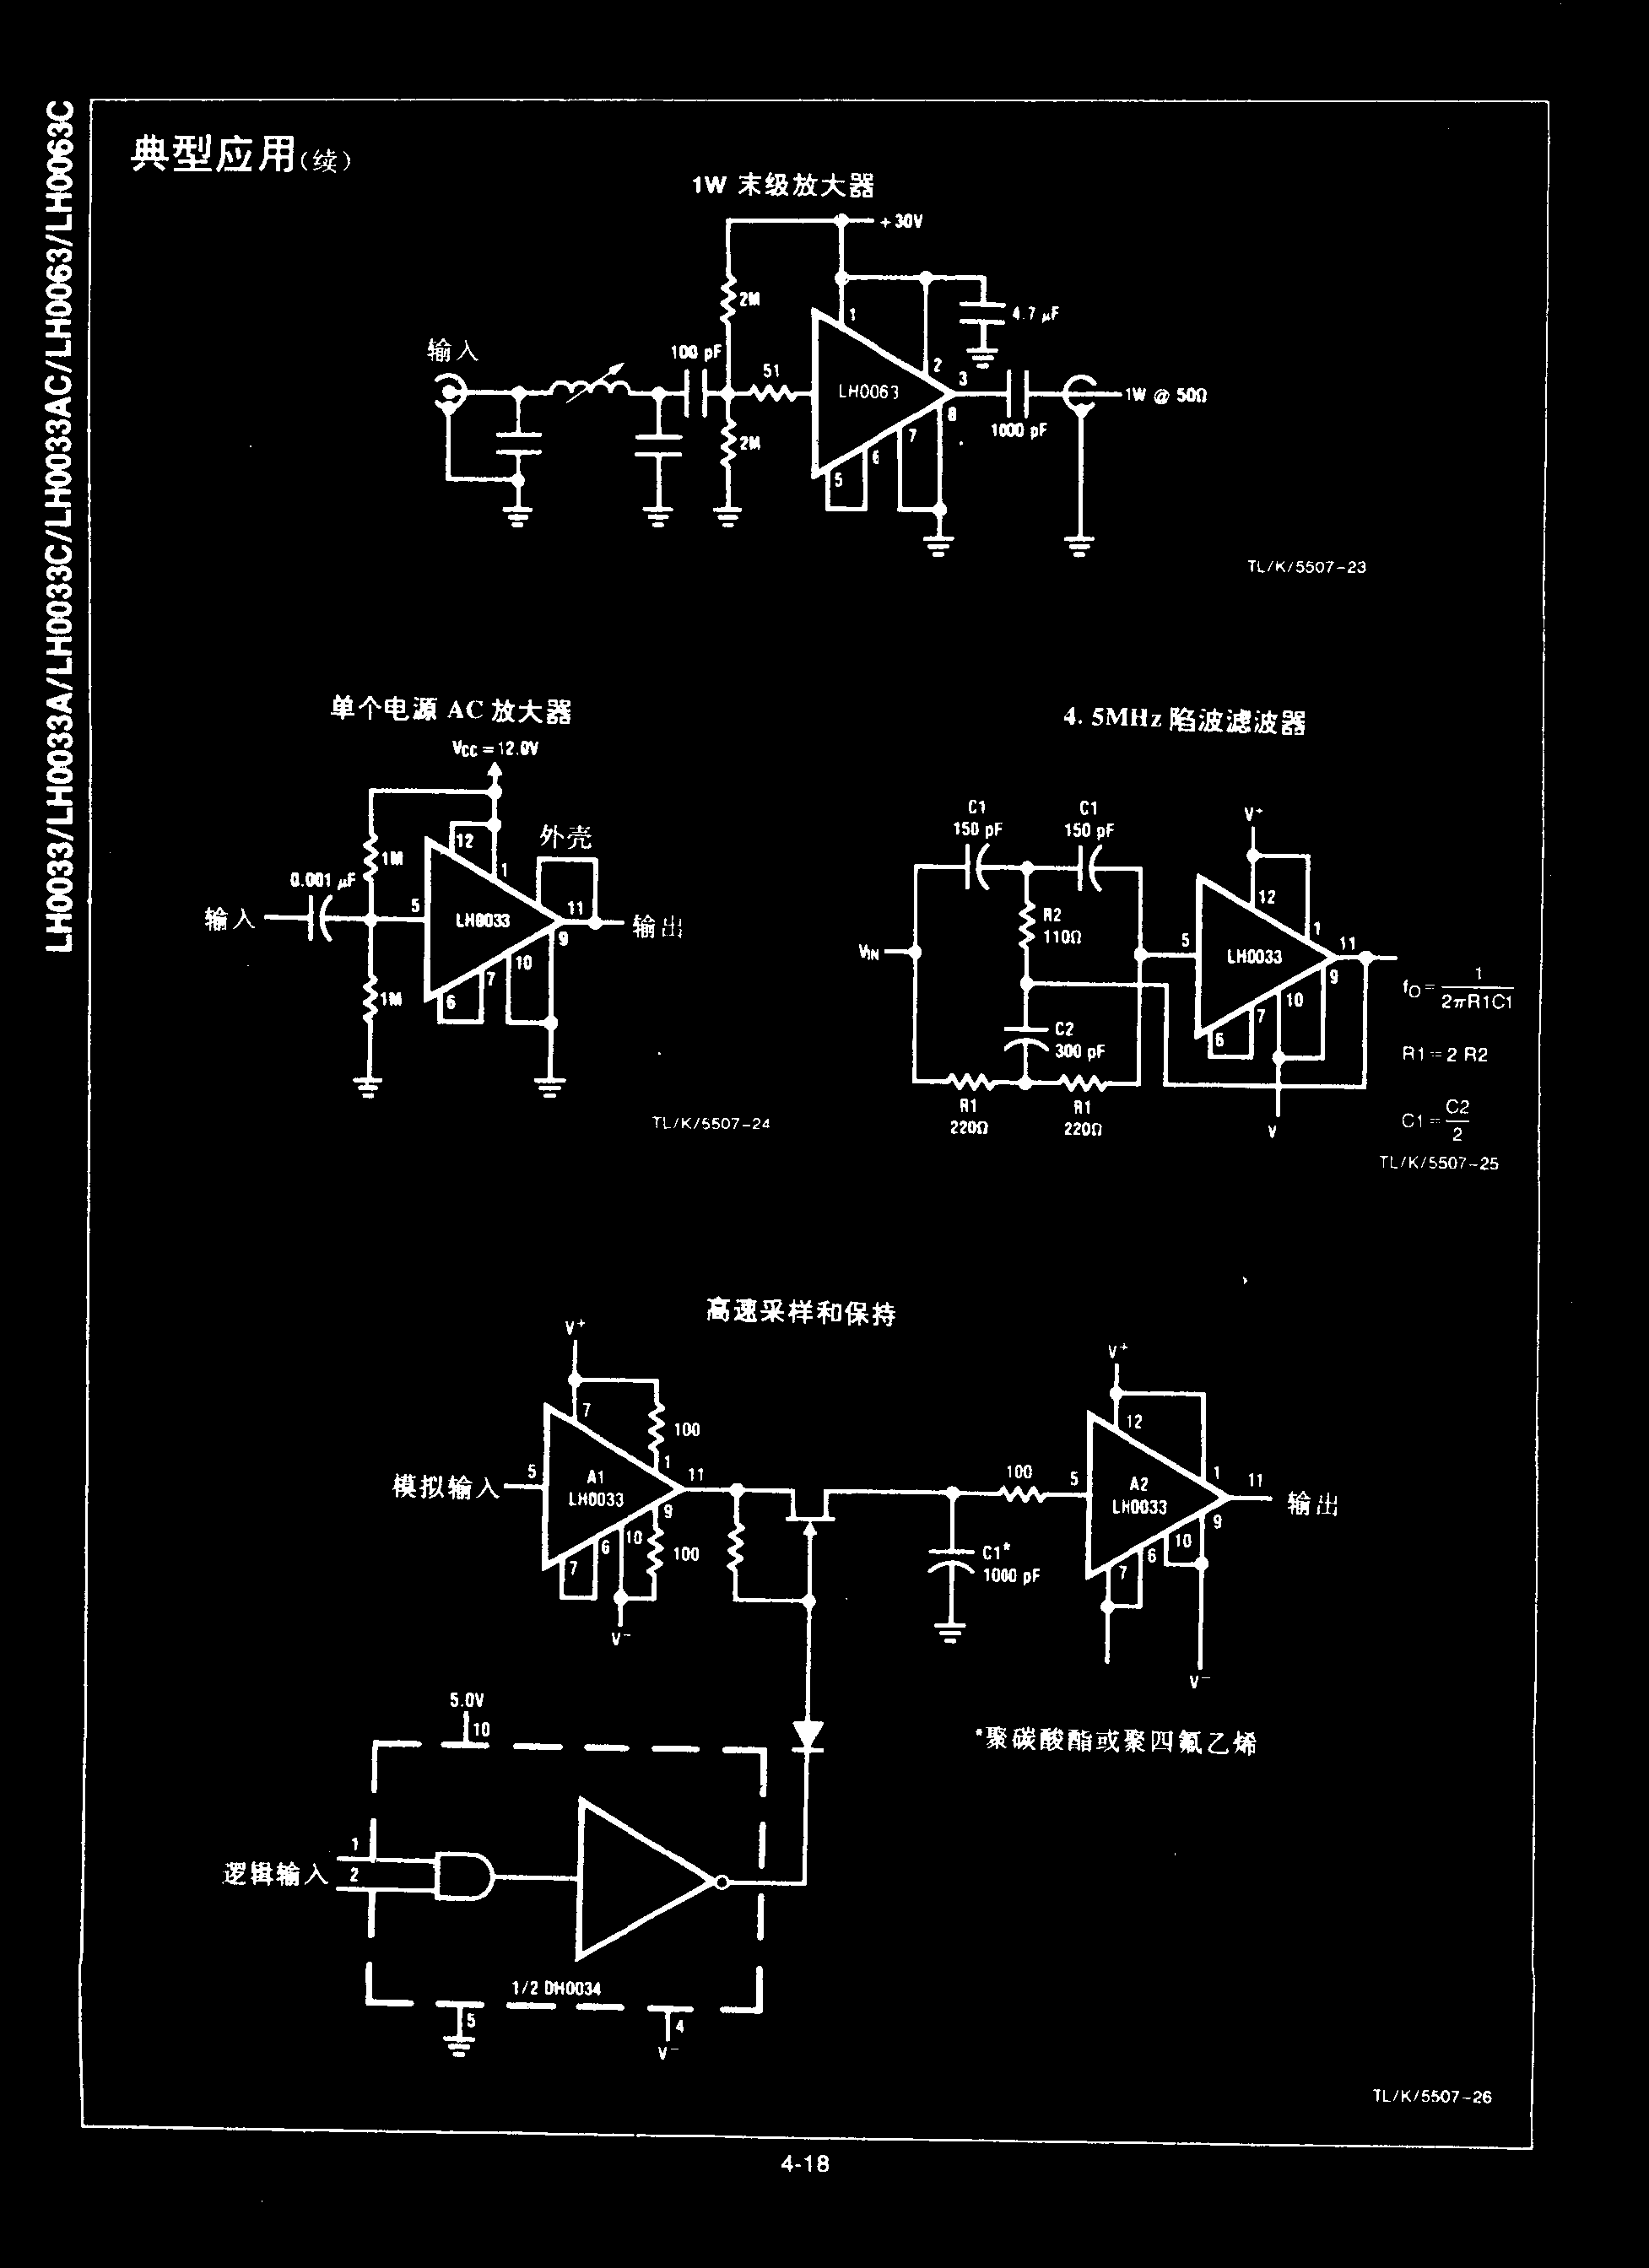 LH0033/LH0033A/LH0033C/LH0033AC/LH0063/LH0063C
典型应用(续)
1W 末级放大器
+30V
2M
1
4.7 µF
输入
100 pF
51
2
3
LH0063
1W @ 50Ω
8
1000 pF
2M
7
6
5
TL/K/5507-23
单个电源 AC 放大器
VCC = 12.0V
12
外壳
1M
1
0.001 µF
5
11
输入
LH0033
输出
9
10
7
1M
6
TL/K/5507-24
4.5MHz 陷波滤波器
C1
150 pF
C1
150 pF
V+
12
R2
110Ω
1
5
11
VIN
LH0033
9
10
7
C2
300 pF
6
R1
220Ω
R1
220Ω
V
fO = 1 / 2πR1C1
R1 = 2 R2
C1 = C2 / 2
TL/K/5507-25
高速采样和保持
V+
7
100
1
5
A1
11
模拟输入
LH0033
9
10
6
100
7
V−
V+
12
100
5
A2
1
11
LH0033
输出
9
10
C1*
1000 pF
6
7
V−
5.0V
10
*聚碳酸酯或聚四氟乙烯
1
逻辑输入
2
1/2 DH0034
5
4
V−
TL/K/5507-26
4-18